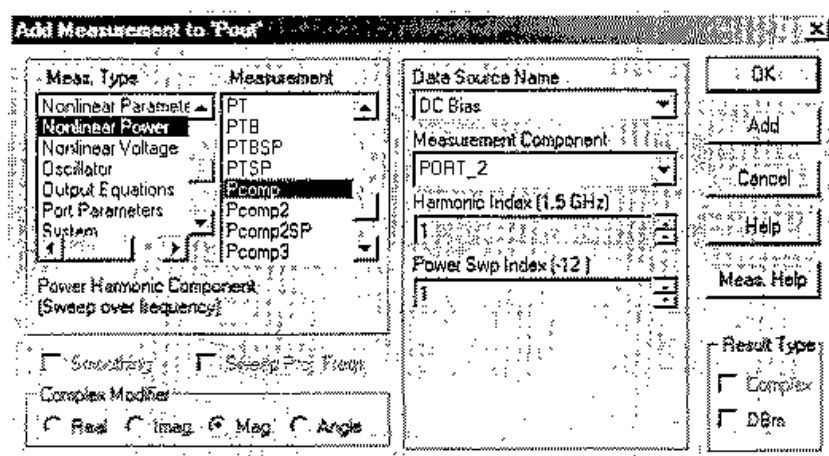 Add Measurement to 'Pout'
Meas. Type
Nonlinear Paramete
Nonlinear Power
Nonlinear Voltage
Oscillator
Output Equations
Port Parameters
System
Measurement
PT
PTB
PTBSP
PTSP
Pcomp
Pcomp2
Pcomp2SP
Pcomp3
Power Harmonic Component
(Sweep over frequency)
Smoothing
Sweep Proj Freqs
Complex Modifier
Real Imag. Mag. Angle
Data Source Name
DC Bias
Measurement Component
PORT_2
Harmonic Index (1.5 GHz)
1
Power Swp Index (-12 )
1
OK
Add
Cancel
Help
Meas. Help
Result Type
Complex
DBm